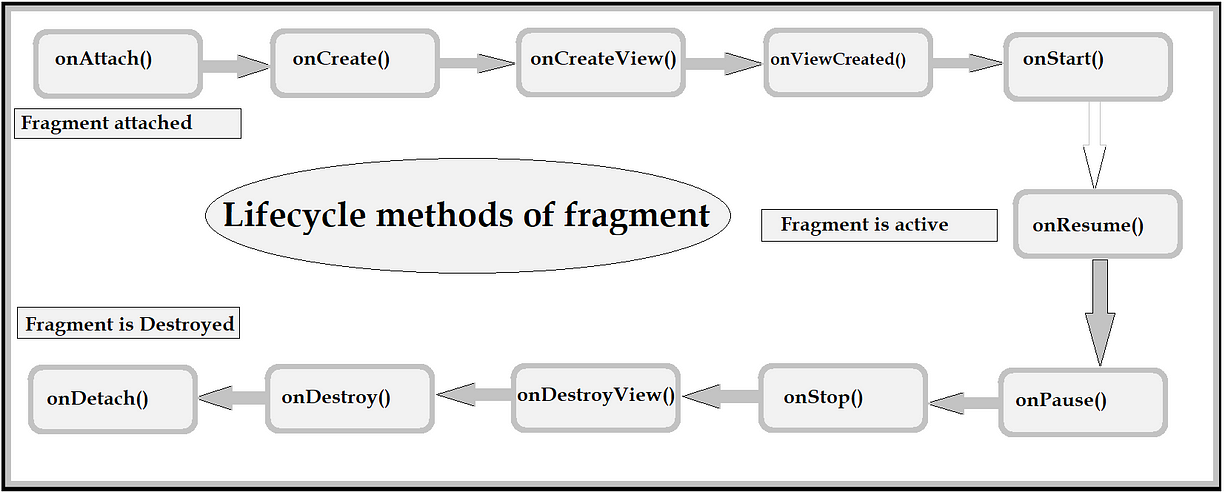 onAttach()
onCreate()
onCreateView()
onViewCreated()
onStart()
Fragment attached
Lifecycle methods of fragment
Fragment is active
onResume()
Fragment is Destroyed
onDetach()
onDestroy()
onDestroyView()
onStop()
onPause()